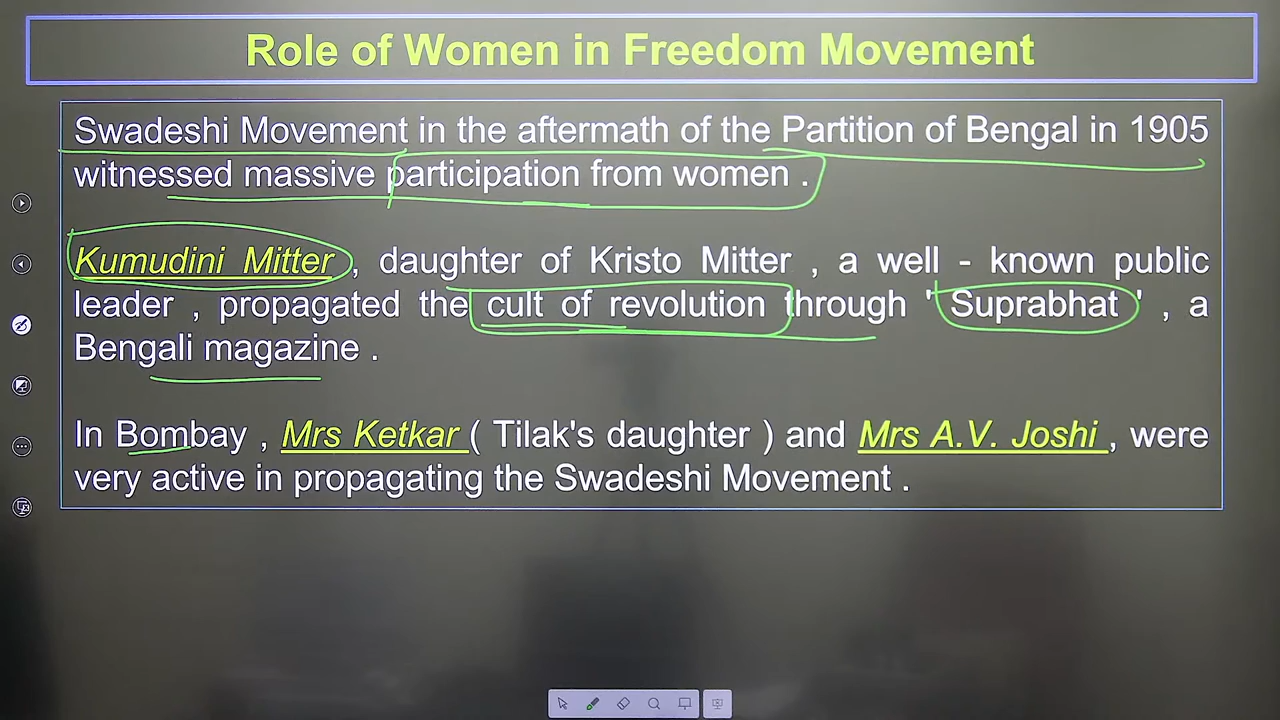 Role of Women in Freedom Movement
Swadeshi Movement in the aftermath of the Partition of Bengal in 1905
witnessed massive participation from women .
Kumudini Mitter , daughter of Kristo Mitter , a well - known public
leader , propagated the cult of revolution through ' Suprabhat ' , a
Bengali magazine .
In Bombay , Mrs Ketkar ( Tilak's daughter ) and Mrs A.V. Joshi , were
very active in propagating the Swadeshi Movement .